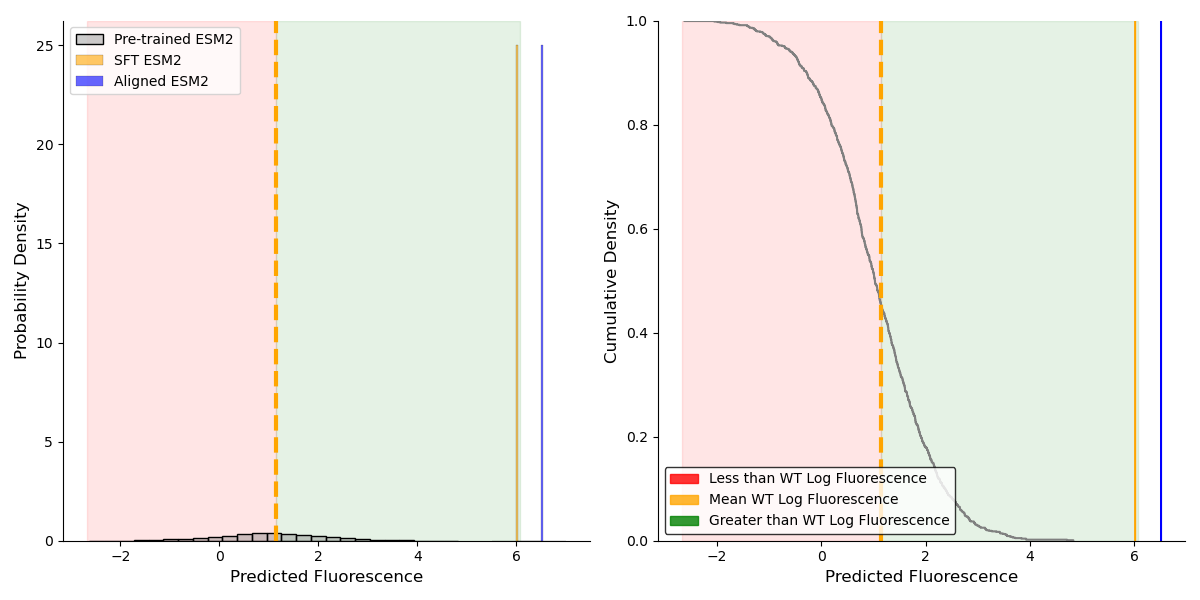 Pre-trained ESM2
SFT ESM2
Aligned ESM2
25
20
15
10
5
0
Probability Density
−2
0
2
4
6
Predicted Fluorescence
1.0
0.8
0.6
0.4
0.2
0.0
Cumulative Density
Less than WT Log Fluorescence
Mean WT Log Fluorescence
Greater than WT Log Fluorescence
−2
0
2
4
6
Predicted Fluorescence